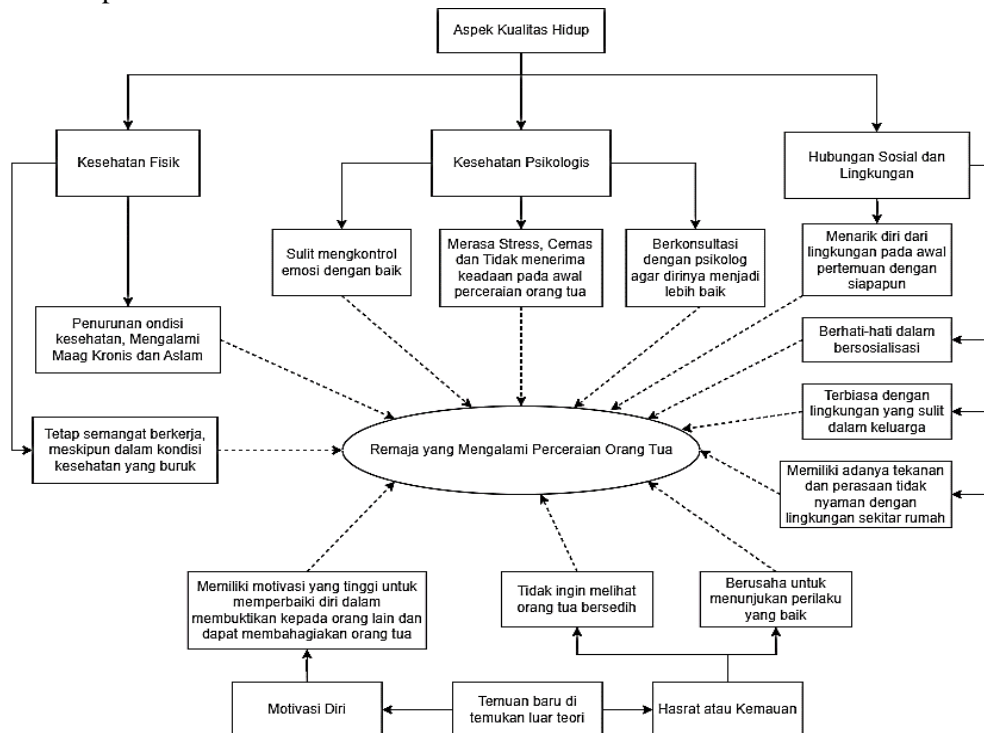 Aspek Kualitas Hidup
Kesehatan Fisik
Kesehatan Psikologis
Hubungan Sosial dan
Lingkungan
Sulit mengkontrol
emosi dengan baik
Merasa Stress, Cemas
dan Tidak menerima
keadaan pada awal
perceraian orang tua
Berkonsultasi
dengan psikolog
agar dirinya menjadi
lebih baik
Menarik diri dari
lingkungan pada awal
pertemuan dengan
siapapun
Penurunan ondisi
kesehatan, Mengalami
Maag Kronis dan Aslam
Berhati-hati dalam
bersosialisasi
Terbiasa dengan
lingkungan yang sulit
dalam keluarga
Tetap semangat berkerja,
meskipun dalam kondisi
kesehatan yang buruk
Remaja yang Mengalami Perceraian Orang Tua
Memiliki adanya tekanan
dan perasaan tidak
nyaman dengan
lingkungan sekitar rumah
Memiliki motivasi yang tinggi untuk
memperbaiki diri dalam
membuktikan kepada orang lain dan
dapat membahagiakan orang tua
Tidak ingin melihat
orang tua bersedih
Berusaha untuk
menunjukan perilaku
yang baik
Motivasi Diri
Temuan baru di
temukan luar teori
Hasrat atau Kemauan